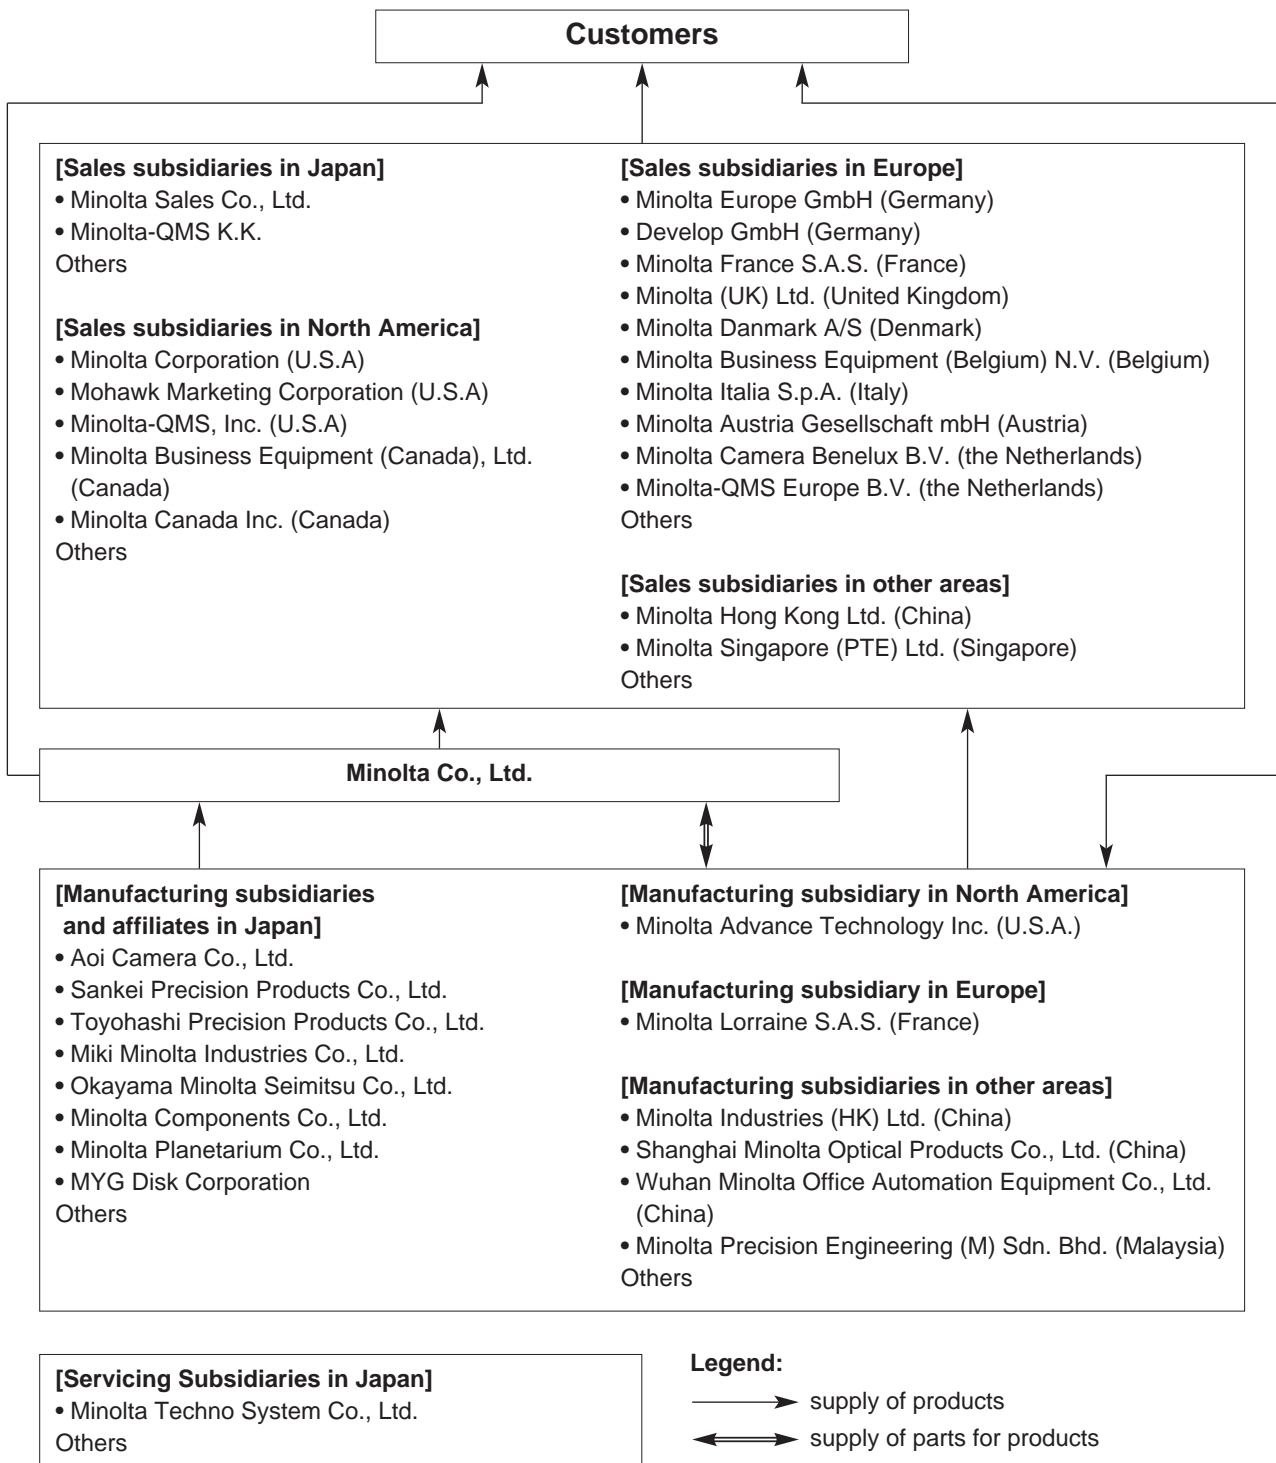 Customers
[Sales subsidiaries in Japan]
• Minolta Sales Co., Ltd.
• Minolta-QMS K.K.
Others
[Sales subsidiaries in North America]
• Minolta Corporation (U.S.A)
• Mohawk Marketing Corporation (U.S.A)
• Minolta-QMS, Inc. (U.S.A)
• Minolta Business Equipment (Canada), Ltd.
(Canada)
• Minolta Canada Inc. (Canada)
Others
[Sales subsidiaries in Europe]
• Minolta Europe GmbH (Germany)
• Develop GmbH (Germany)
• Minolta France S.A.S. (France)
• Minolta (UK) Ltd. (United Kingdom)
• Minolta Danmark A/S (Denmark)
• Minolta Business Equipment (Belgium) N.V. (Belgium)
• Minolta Italia S.p.A. (Italy)
• Minolta Austria Gesellschaft mbH (Austria)
• Minolta Camera Benelux B.V. (the Netherlands)
• Minolta-QMS Europe B.V. (the Netherlands)
Others
[Sales subsidiaries in other areas]
• Minolta Hong Kong Ltd. (China)
• Minolta Singapore (PTE) Ltd. (Singapore)
Others
Minolta Co., Ltd.
[Manufacturing subsidiaries
and affiliates in Japan]
• Aoi Camera Co., Ltd.
• Sankei Precision Products Co., Ltd.
• Toyohashi Precision Products Co., Ltd.
• Miki Minolta Industries Co., Ltd.
• Okayama Minolta Seimitsu Co., Ltd.
• Minolta Components Co., Ltd.
• Minolta Planetarium Co., Ltd.
• MYG Disk Corporation
Others
[Manufacturing subsidiary in North America]
• Minolta Advance Technology Inc. (U.S.A.)
[Manufacturing subsidiary in Europe]
• Minolta Lorraine S.A.S. (France)
[Manufacturing subsidiaries in other areas]
• Minolta Industries (HK) Ltd. (China)
• Shanghai Minolta Optical Products Co., Ltd. (China)
• Wuhan Minolta Office Automation Equipment Co., Ltd.
(China)
• Minolta Precision Engineering (M) Sdn. Bhd. (Malaysia)
Others
[Servicing Subsidiaries in Japan]
• Minolta Techno System Co., Ltd.
Others
Legend:
supply of products
supply of parts for products